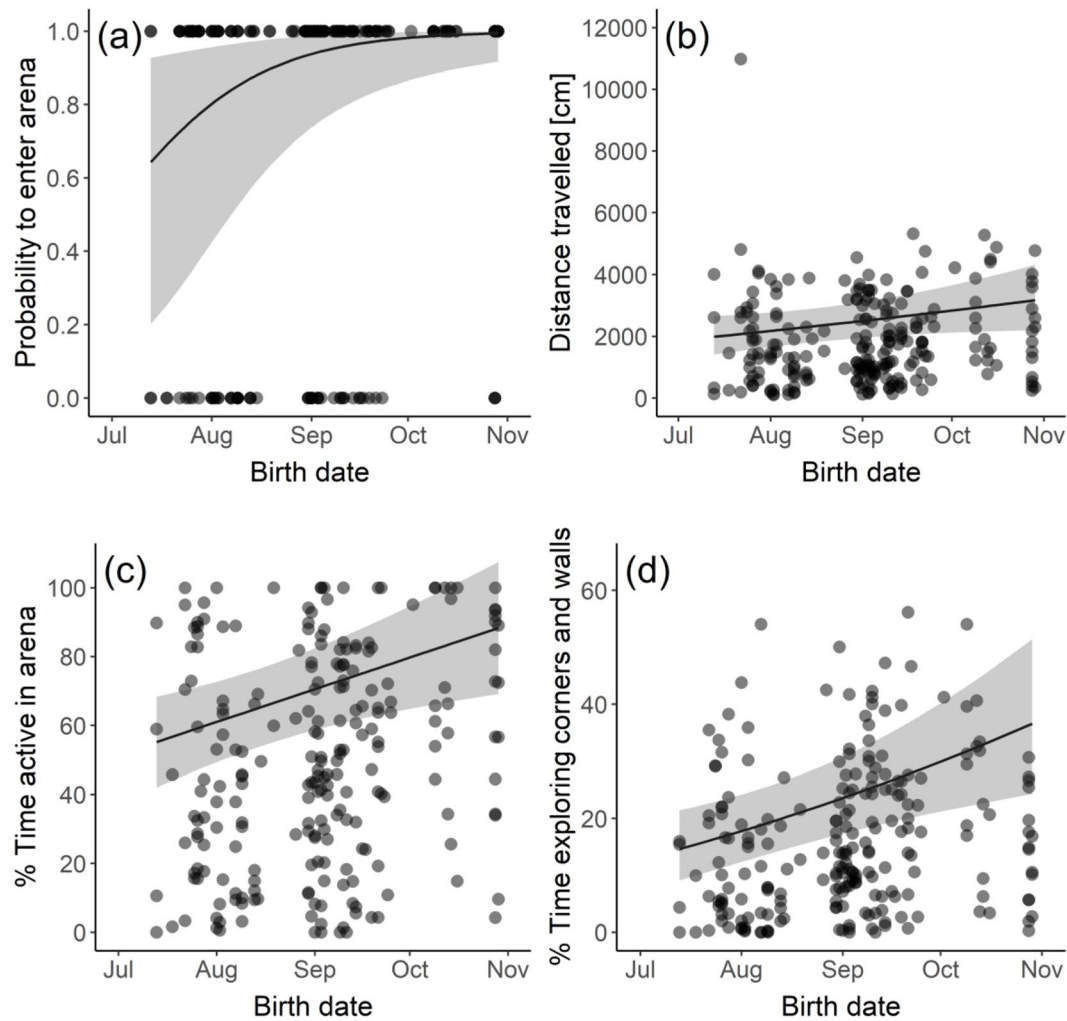 (a)
Probability to enter arena
1.0
0.8
0.6
0.4
0.2
0.0
Jul Aug Sep Oct Nov
Birth date
(b)
Distance travelled [cm]
12000
10000
8000
6000
4000
2000
0
Jul Aug Sep Oct Nov
Birth date
(c)
% Time active in arena
100
80
60
40
20
0
Jul Aug Sep Oct Nov
Birth date
(d)
% Time exploring corners and walls
60
40
20
0
Jul Aug Sep Oct Nov
Birth date